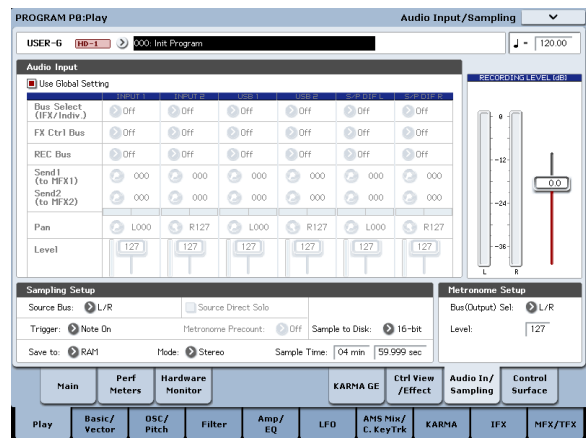 PROGRAM P0:Play Audio Input/Sampling
USER-G HD-1 000: Init Program ♩ = 120.00
Audio Input
Use Global Setting
RECORDING LEVEL (dB)
INPUT 1 INPUT 2 USB 1 USB 2 S/P DIF L S/P DIF R
Bus Select
(IFX/Indiv.) Off Off Off Off Off Off
FX Ctrl Bus Off Off Off Off Off Off
REC Bus Off Off Off Off Off Off
Send1
(to MFX1) 000 000 000 000 000 000
Send2
(to MFX2) 000 000 000 000 000 000
Pan L000 R127 L000 R127 L000 R127
Level 127 127 127 127 127 127
- 0 -
-12
-36
0.0
L R
Sampling Setup
Source Bus: L/R Source Direct Solo
Trigger: Note On Metronome Precount: Off Sample to Disk: 16-bit
Save to: RAM Mode: Stereo Sample Time: 04 min 59.999 sec
Metronome Setup
Bus(Output) Sel: L/R
Level: 127
Main
Perf
Meters
Hardware
Monitor
KARMA GE
Ctrl View
/Effect
Audio In/
Sampling
Control
Surface
Play
Basic/
Vector
OSC/
Pitch
Filter
Amp/
EQ
LFO
AMS Mix/
C. KeyTrk
KARMA
IFX
MFX/TFX